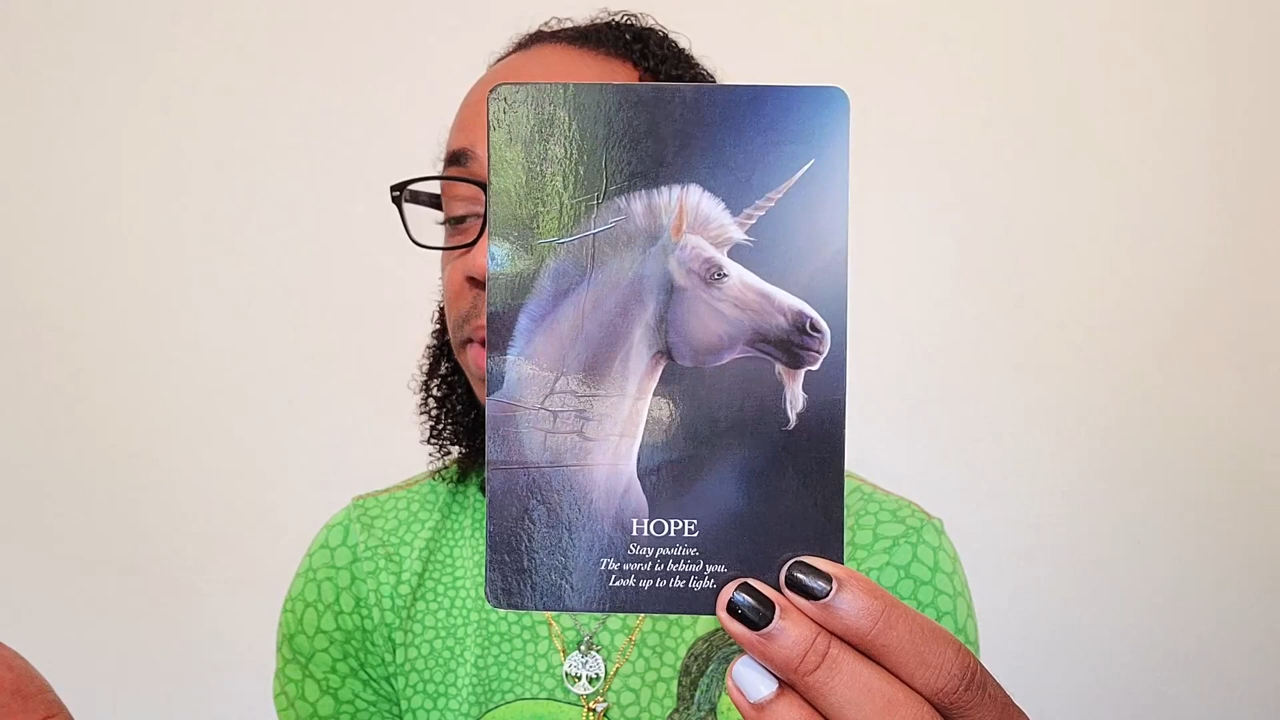 HOPE
Stay positive.
The worst is behind you.
Look up to the light.